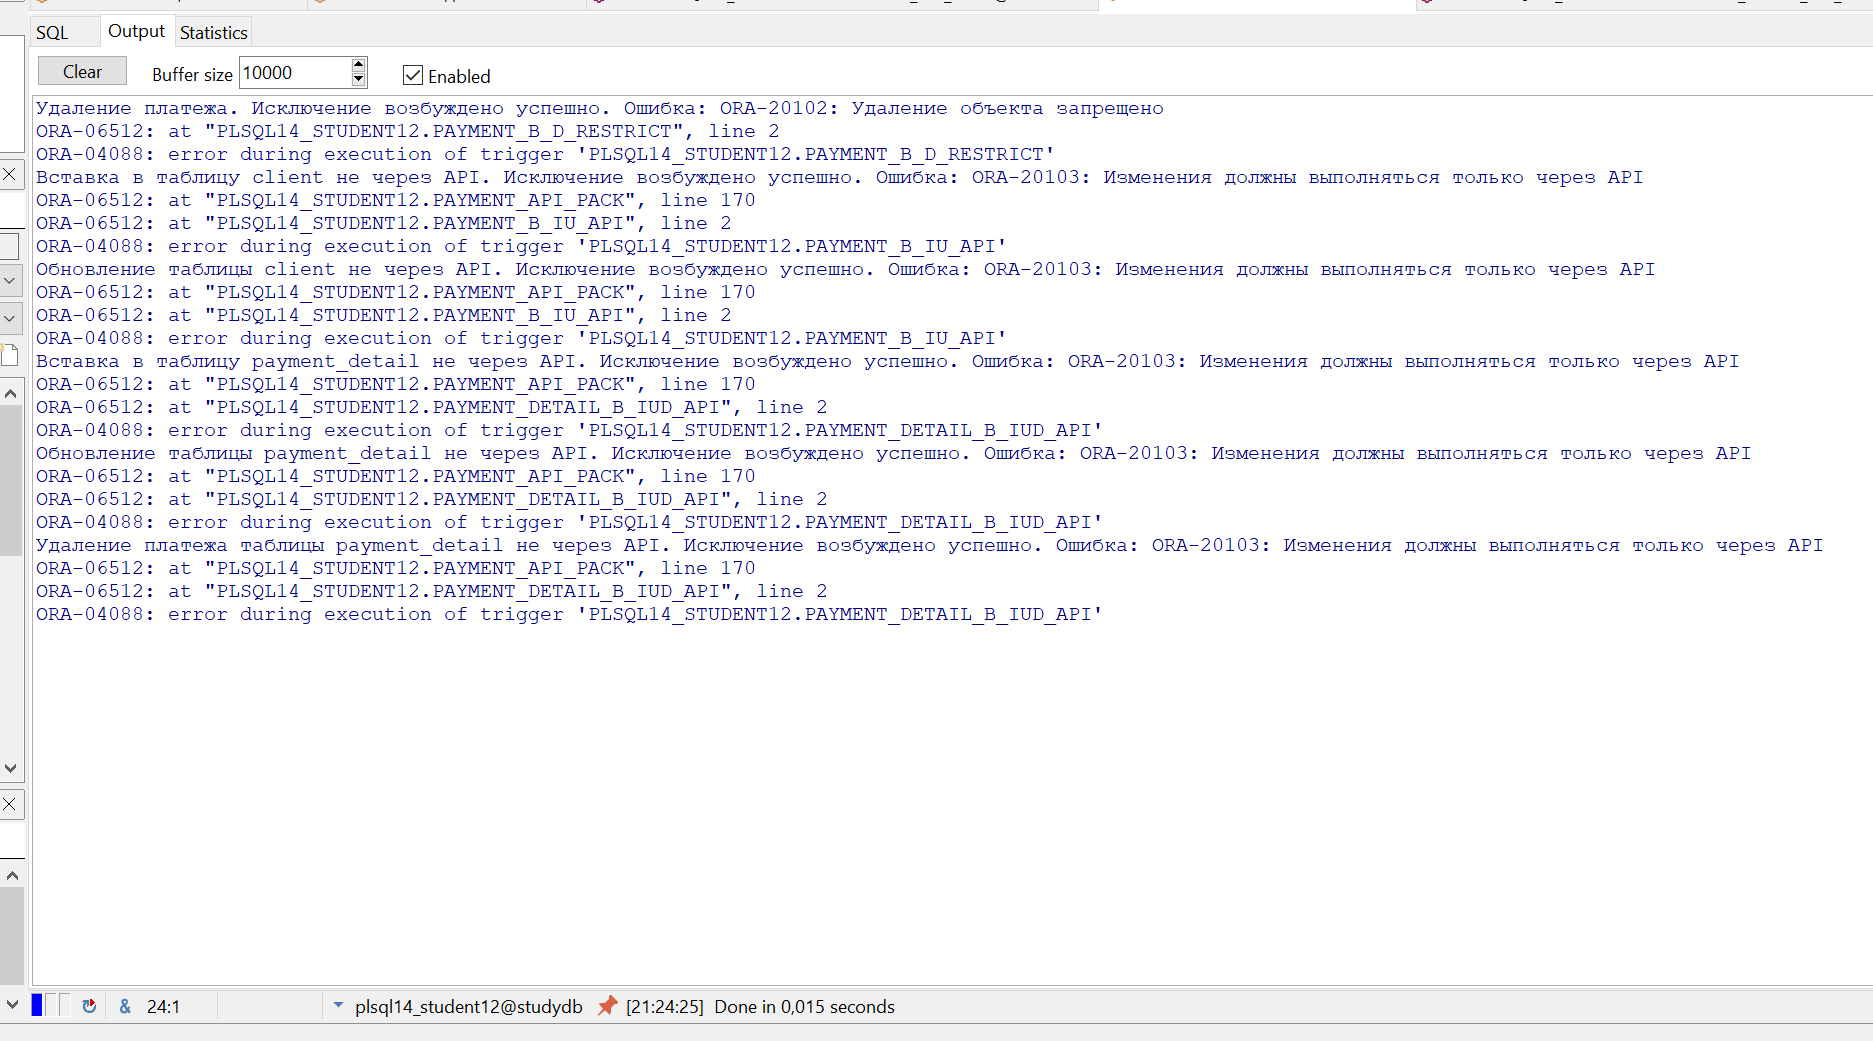 SQL Output Statistics
Clear Buffer size 10000 Enabled
Удаление платежа. Исключение возбуждено успешно. Ошибка: ORA-20102: Удаление объекта запрещено
ORA-06512: at "PLSQL14_STUDENT12.PAYMENT_B_D_RESTRICT", line 2
ORA-04088: error during execution of trigger 'PLSQL14_STUDENT12.PAYMENT_B_D_RESTRICT'
Вставка в таблицу client не через API. Исключение возбуждено успешно. Ошибка: ORA-20103: Изменения должны выполняться только через API
ORA-06512: at "PLSQL14_STUDENT12.PAYMENT_API_PACK", line 170
ORA-06512: at "PLSQL14_STUDENT12.PAYMENT_B_IU_API", line 2
ORA-04088: error during execution of trigger 'PLSQL14_STUDENT12.PAYMENT_B_IU_API'
Обновление таблицы client не через API. Исключение возбуждено успешно. Ошибка: ORA-20103: Изменения должны выполняться только через API
ORA-06512: at "PLSQL14_STUDENT12.PAYMENT_API_PACK", line 170
ORA-06512: at "PLSQL14_STUDENT12.PAYMENT_B_IU_API", line 2
ORA-04088: error during execution of trigger 'PLSQL14_STUDENT12.PAYMENT_B_IU_API'
Вставка в таблицу payment_detail не через API. Исключение возбуждено успешно. Ошибка: ORA-20103: Изменения должны выполняться только через API
ORA-06512: at "PLSQL14_STUDENT12.PAYMENT_API_PACK", line 170
ORA-06512: at "PLSQL14_STUDENT12.PAYMENT_DETAIL_B_IUD_API", line 2
ORA-04088: error during execution of trigger 'PLSQL14_STUDENT12.PAYMENT_DETAIL_B_IUD_API'
Обновление таблицы payment_detail не через API. Исключение возбуждено успешно. Ошибка: ORA-20103: Изменения должны выполняться только через API
ORA-06512: at "PLSQL14_STUDENT12.PAYMENT_API_PACK", line 170
ORA-06512: at "PLSQL14_STUDENT12.PAYMENT_DETAIL_B_IUD_API", line 2
ORA-04088: error during execution of trigger 'PLSQL14_STUDENT12.PAYMENT_DETAIL_B_IUD_API'
Удаление платежа таблицы payment_detail не через API. Исключение возбуждено успешно. Ошибка: ORA-20103: Изменения должны выполняться только через API
ORA-06512: at "PLSQL14_STUDENT12.PAYMENT_API_PACK", line 170
ORA-06512: at "PLSQL14_STUDENT12.PAYMENT_DETAIL_B_IUD_API", line 2
ORA-04088: error during execution of trigger 'PLSQL14_STUDENT12.PAYMENT_DETAIL_B_IUD_API'
& 24:1 plsql14_student12@studydb [21:24:25] Done in 0,015 seconds